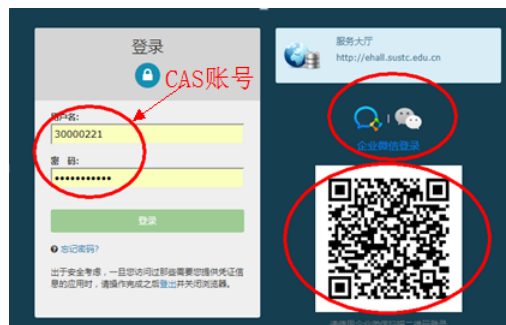 登录
CAS账号
用户名:
30000221
密 码:
•••••••••••
登录
忘记密码?
出于安全考虑，一旦您访问过那些需要您提供凭证信
息的应用时，请操作完成之后登出并关闭浏览器。
服务大厅
http://ehall.sustc.edu.cn
企业微信登录